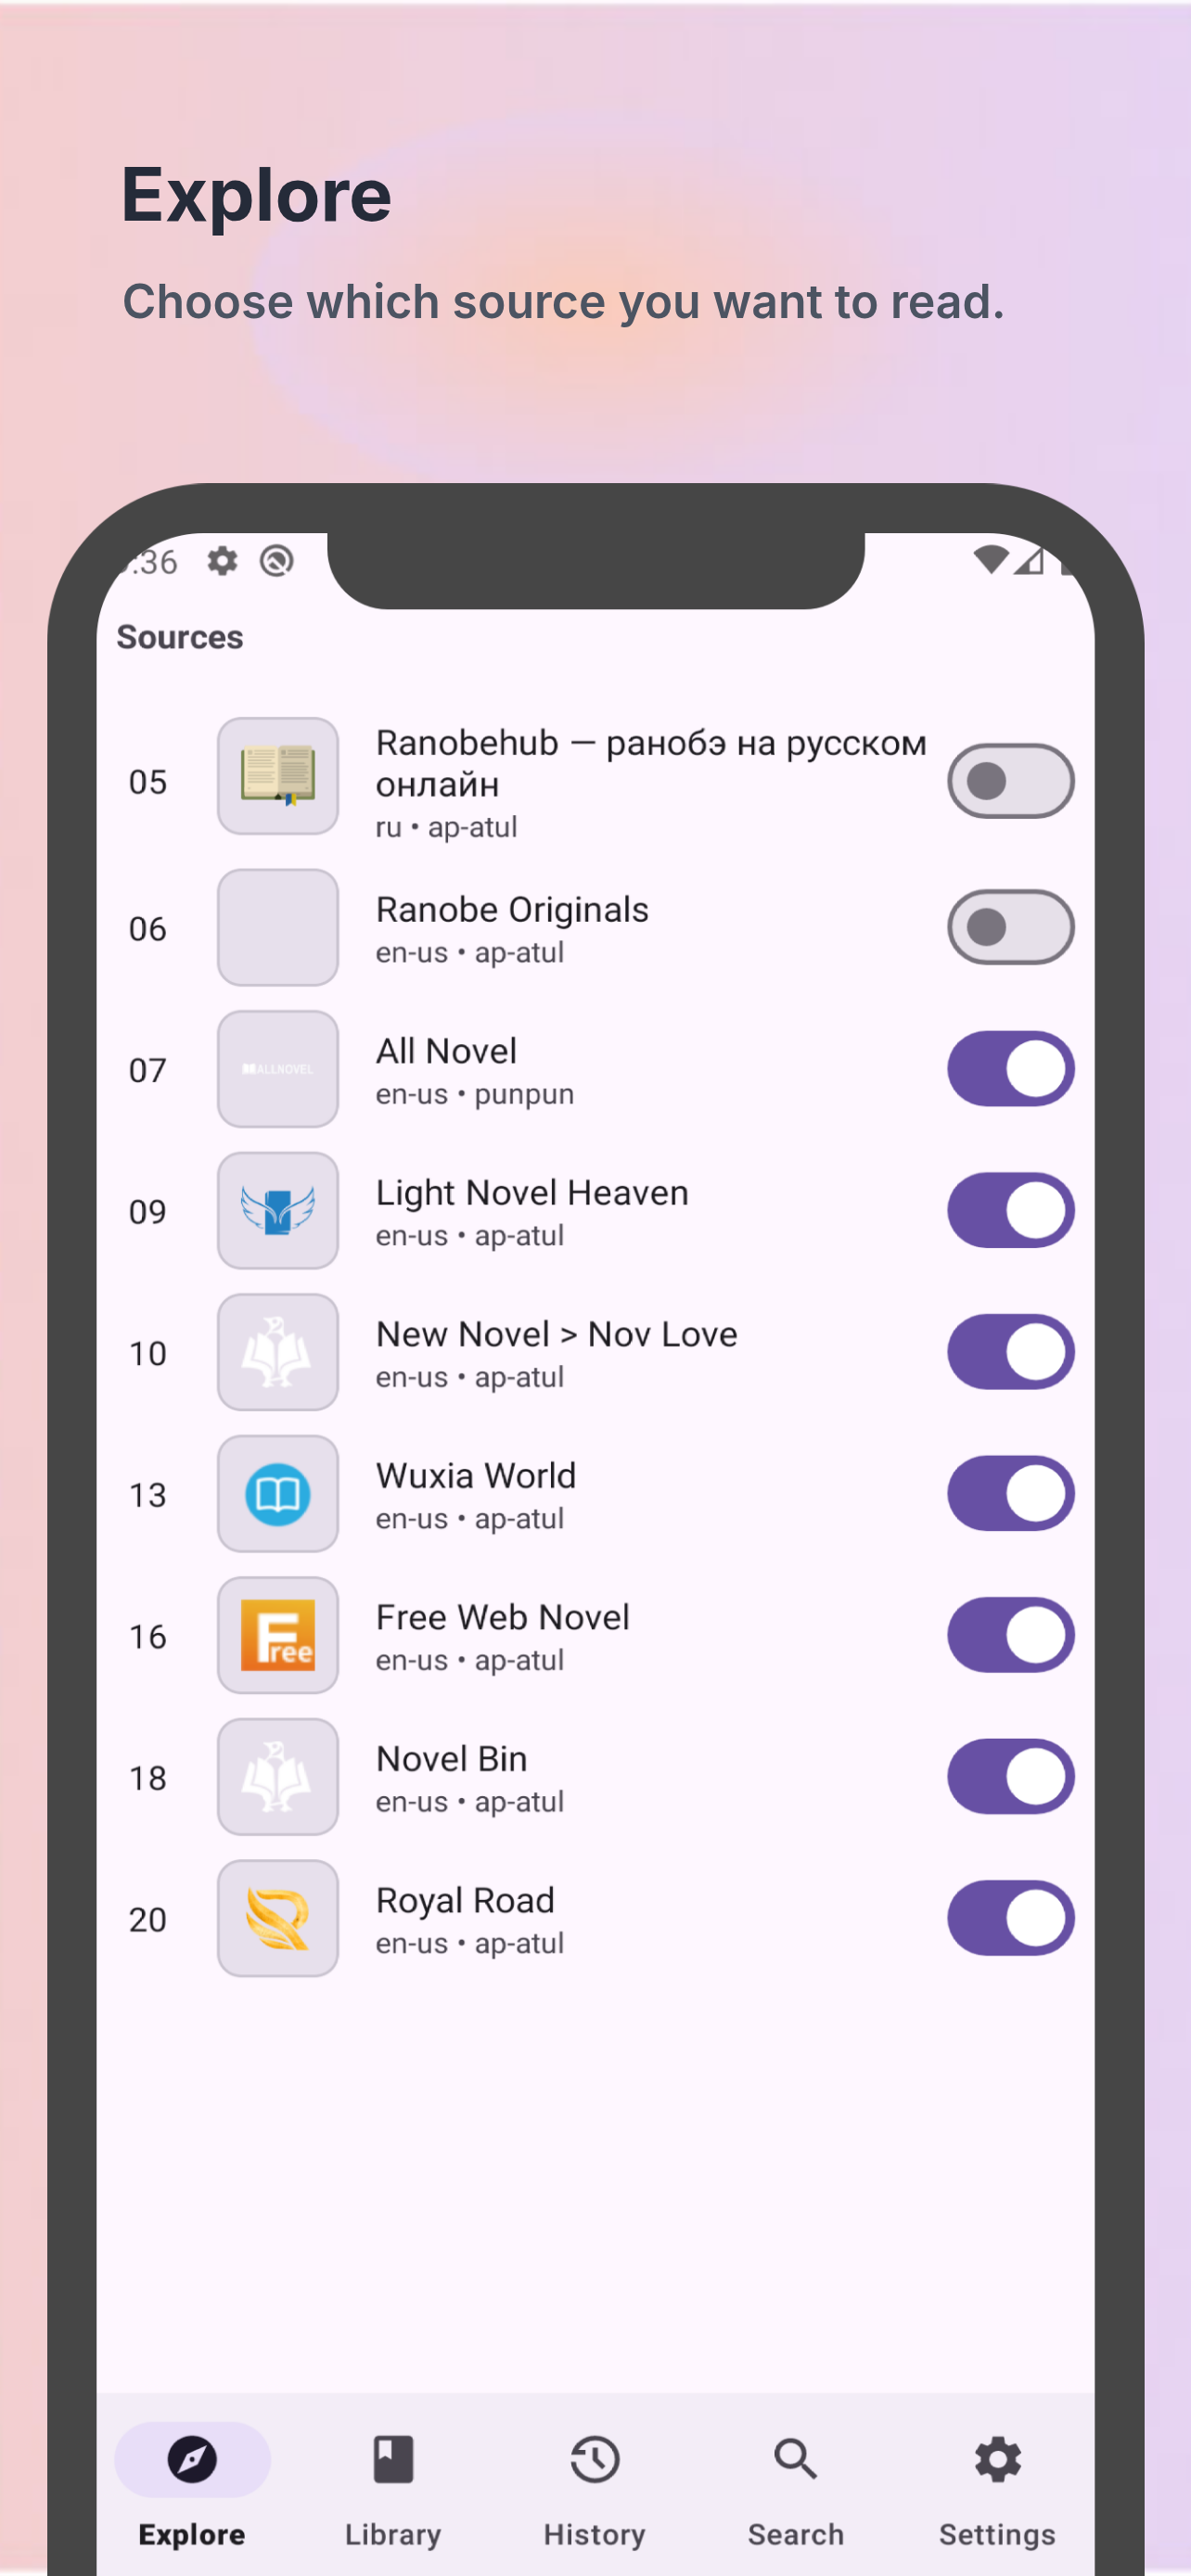 Explore
Choose which source you want to read.
:36
Sources
05
Ranobehub — ранобэ на русском
онлайн
ru • ap-atul
06
Ranobe Originals
en-us • ap-atul
07
ALLNOVEL
All Novel
en-us • punpun
09
Light Novel Heaven
en-us • ap-atul
10
New Novel > Nov Love
en-us • ap-atul
13
Wuxia World
en-us • ap-atul
16
Free
Free Web Novel
en-us • ap-atul
18
Novel Bin
en-us • ap-atul
20
Royal Road
en-us • ap-atul
Explore
Library
History
Search
Settings